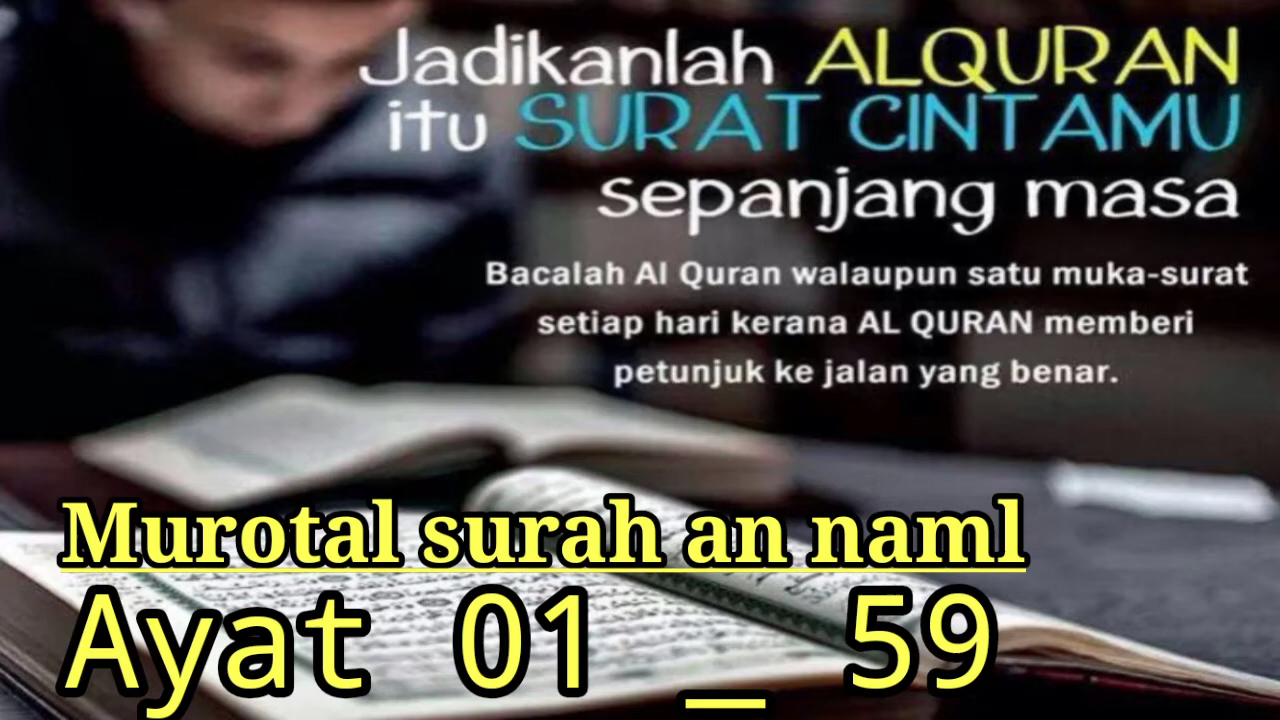 Jadikanlah ALQURAN
itu SURAT CINTAMU
sepanjang masa
Bacalah Al Quran walaupun satu muka-surat
setiap hari kerana AL QURAN memberi
petunjuk ke jalan yang benar.
Murotal surah an naml
Ayat 01 _ 59